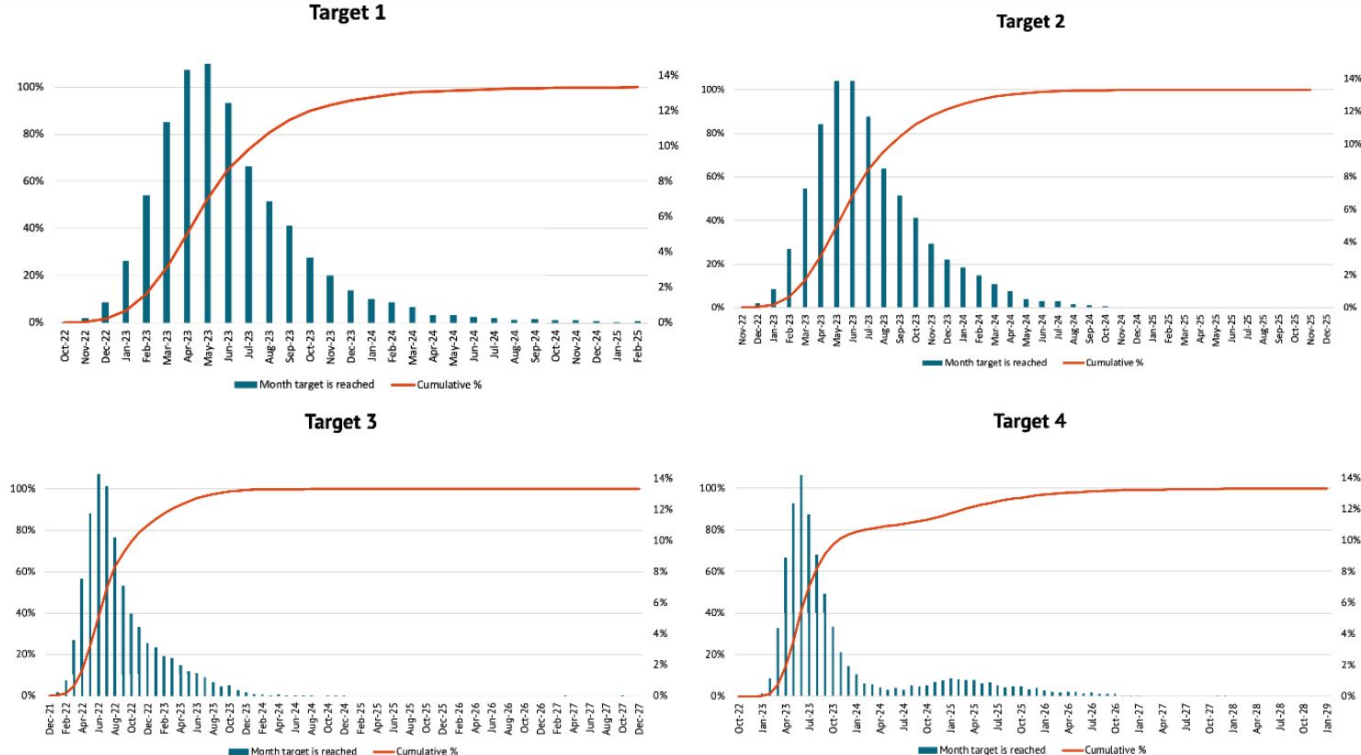 Target 1
100%
80%
60%
40%
20%
0%
14%
12%
10%
8%
6%
4%
2%
0%
Oct-22
Nov-22
Dec-22
Jan-23
Feb-23
Mar-23
Apr-23
May-23
Jun-23
Jul-23
Aug-23
Sep-23
Oct-23
Nov-23
Dec-23
Jan-24
Feb-24
Mar-24
Apr-24
May-24
Jun-24
Jul-24
Aug-24
Sep-24
Oct-24
Nov-24
Dec-24
Jan-25
Feb-25
Month target is reached Cumulative %
Target 2
100%
80%
60%
40%
20%
0%
14%
12%
10%
8%
6%
4%
2%
0%
Nov-22
Dec-22
Jan-23
Feb-23
Mar-23
Apr-23
May-23
Jun-23
Jul-23
Aug-23
Sep-23
Oct-23
Nov-23
Dec-23
Jan-24
Feb-24
Mar-24
Apr-24
May-24
Jun-24
Jul-24
Aug-24
Sep-24
Oct-24
Nov-24
Dec-24
Jan-25
Feb-25
Mar-25
Apr-25
May-25
Jun-25
Jul-25
Aug-25
Sep-25
Oct-25
Nov-25
Dec-25
Month target is reached Cumulative %
Target 3
100%
80%
60%
40%
20%
0%
14%
12%
10%
8%
6%
4%
2%
0%
Dec-21
Feb-22
Apr-22
Jun-22
Aug-22
Oct-22
Dec-22
Feb-23
Apr-23
Jun-23
Aug-23
Oct-23
Dec-23
Feb-24
Apr-24
Jun-24
Aug-24
Oct-24
Dec-24
Feb-25
Apr-25
Jun-25
Aug-25
Oct-25
Dec-25
Feb-26
Apr-26
Jun-26
Aug-26
Oct-26
Dec-26
Feb-27
Apr-27
Jun-27
Aug-27
Oct-27
Dec-27
Month target is reached Cumulative %
Target 4
100%
80%
60%
40%
20%
0%
14%
12%
10%
8%
6%
4%
2%
0%
Oct-22
Jan-23
Apr-23
Jul-23
Oct-23
Jan-24
Apr-24
Jul-24
Oct-24
Jan-25
Apr-25
Jul-25
Oct-25
Jan-26
Apr-26
Jul-26
Oct-26
Jan-27
Apr-27
Jul-27
Oct-27
Jan-28
Apr-28
Jul-28
Oct-28
Jan-29
Month target is reached Cumulative %